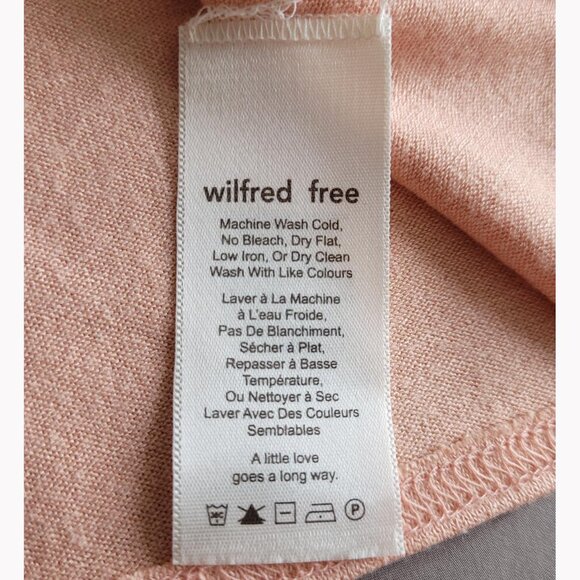 wilfred free
Machine Wash Cold,
No Bleach, Dry Flat,
Low Iron, Or Dry Clean
Wash With Like Colours
Laver à La Machine
à L'eau Froide,
Pas De Blanchiment,
Sécher à Plat,
Repasser à Basse
Température,
Ou Nettoyer à Sec
Laver Avec Des Couleurs
Semblables
A little love
goes a long way.
30C P